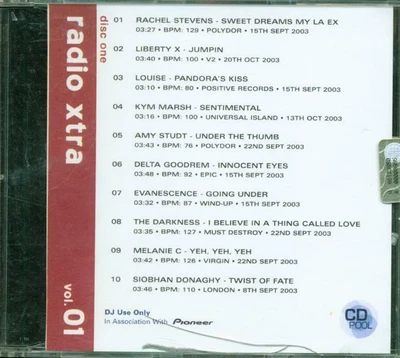 radio xtra
disc one
vol. 01
01 RACHEL STEVENS - SWEET DREAMS MY LA EX
03:27 • BPM: 129 • POLYDOR • 15TH SEPT 2003
02 LIBERTY X - JUMPIN
03:40 • BPM: 100 • V2 • 20TH OCT 2003
03 LOUISE - PANDORA'S KISS
03:10 • BPM: 80 • POSITIVE RECORDS • 15TH SEPT 2003
04 KYM MARSH - SENTIMENTAL
03:16 • BPM: 100 • UNIVERSAL ISLAND • 13TH OCT 2003
05 AMY STUDT - UNDER THE THUMB
03:43 • BPM: 76 • POLYDOR • 22ND SEPT 2003
06 DELTA GOODREM - INNOCENT EYES
03:48 • BPM: 92 • EPIC • 15TH SEPT 2003
07 EVANESCENCE - GOING UNDER
03:32 • BPM: 87 • WIND-UP • 15TH SEPT 2003
08 THE DARKNESS - I BELIEVE IN A THING CALLED LOVE
03:35 • BPM: 127 • MUST DESTROY • 22ND SEPT 2003
09 MELANIE C - YEH, YEH, YEH
03:42 • BPM: 126 • VIRGIN • 22ND SEPT 2003
10 SIOBHAN DONAGHY - TWIST OF FATE
03:46 • BPM: 110 • LONDON • 8TH SEPT 2003
DJ Use Only
In Association With Pioneer
CD
POOL